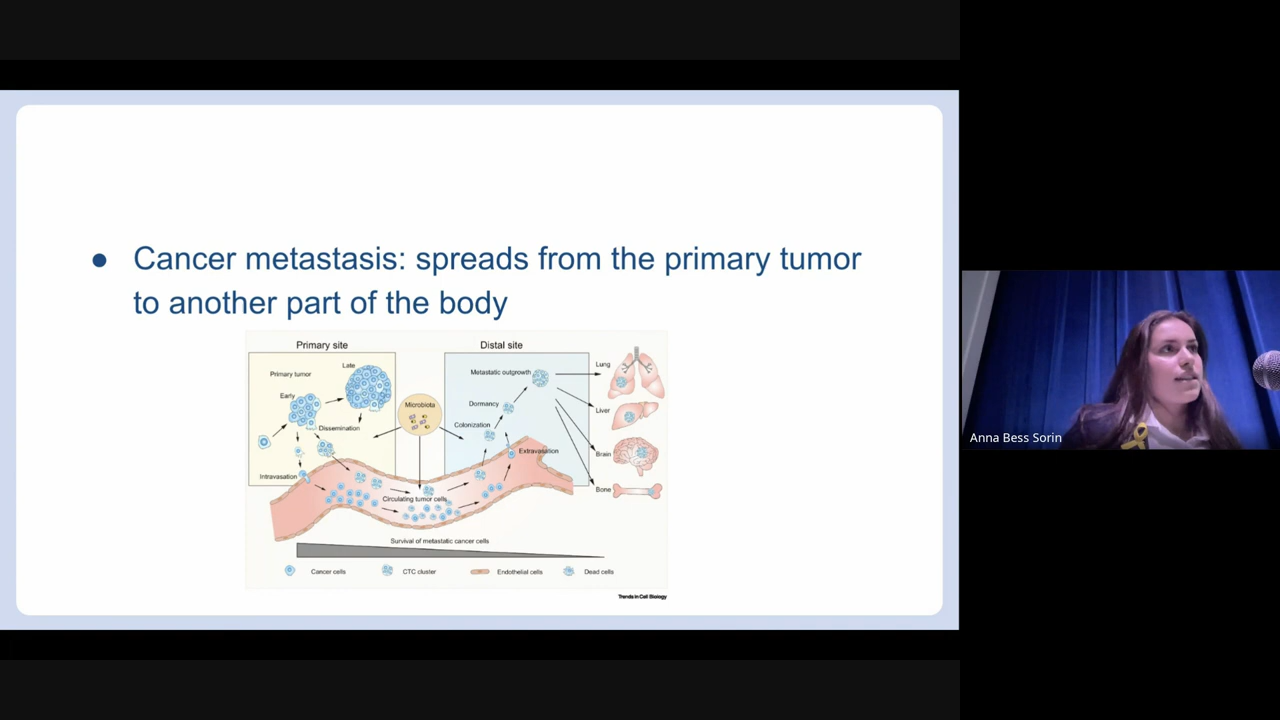 ● Cancer metastasis: spreads from the primary tumor
to another part of the body
Primary site
Distal site
Late
Primary tumor
Early
Dissemination
Intravasation
Microbiota
Metastatic outgrowth
Dormancy
Colonization
Extravasation
Circulating tumor cells
Lung
Liver
Brain
Bone
Survival of metastatic cancer cells
Cancer cells
CTC cluster
Endothelial cells
Dead cells
Trends in Cell Biology
Anna Bess Sorin